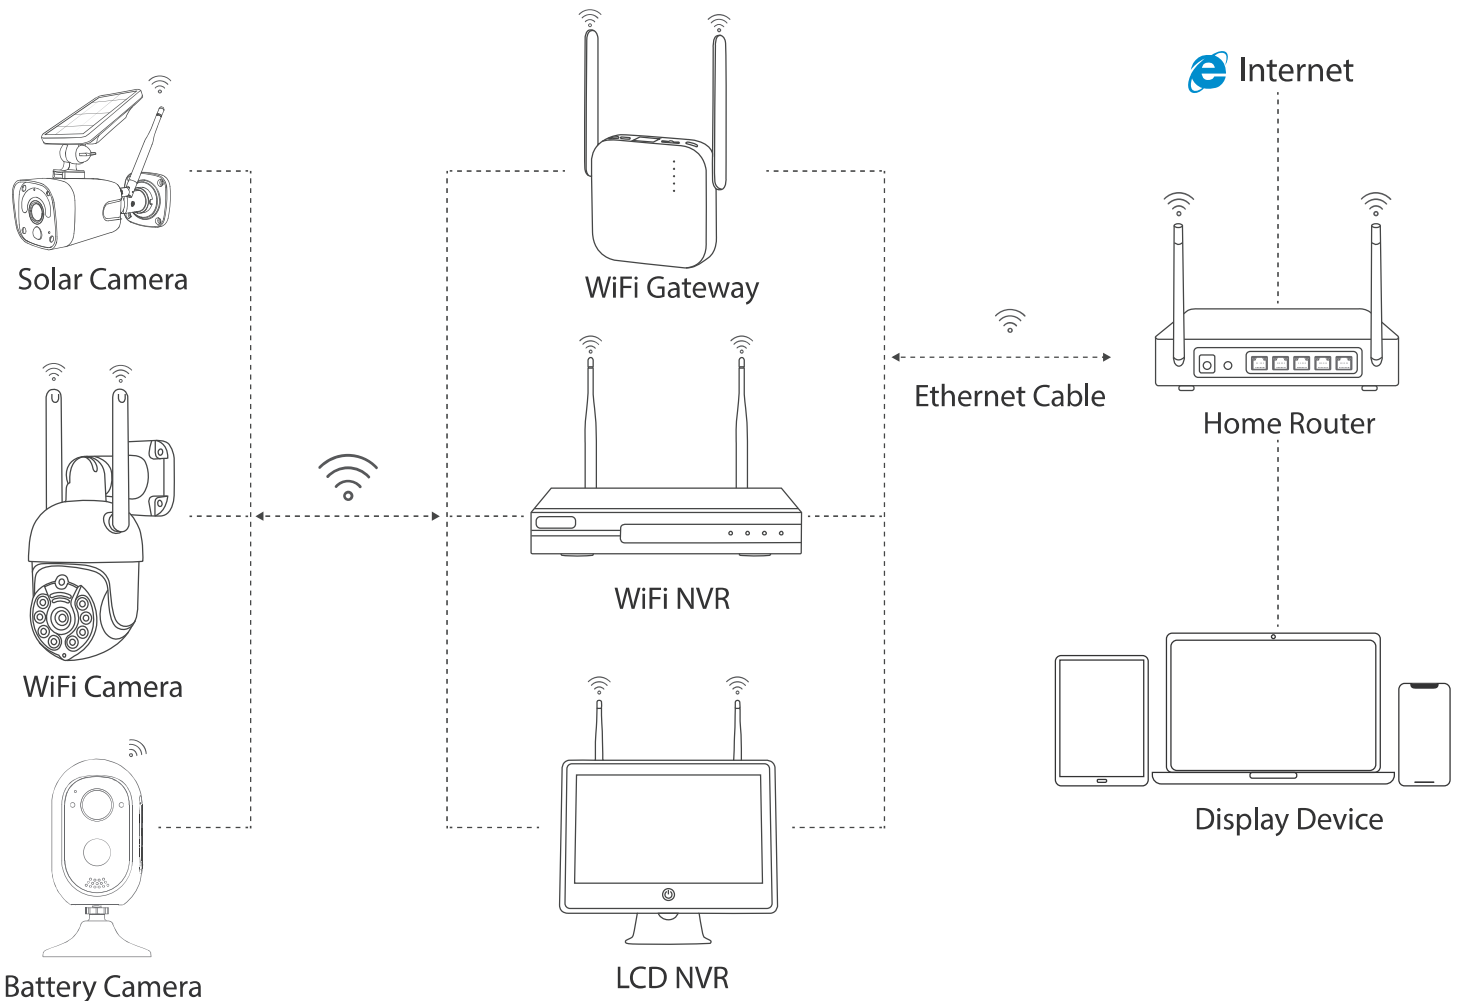 Internet
Solar Camera
WiFi Gateway
Ethernet Cable
Home Router
WiFi NVR
WiFi Camera
Display Device
LCD NVR
Battery Camera